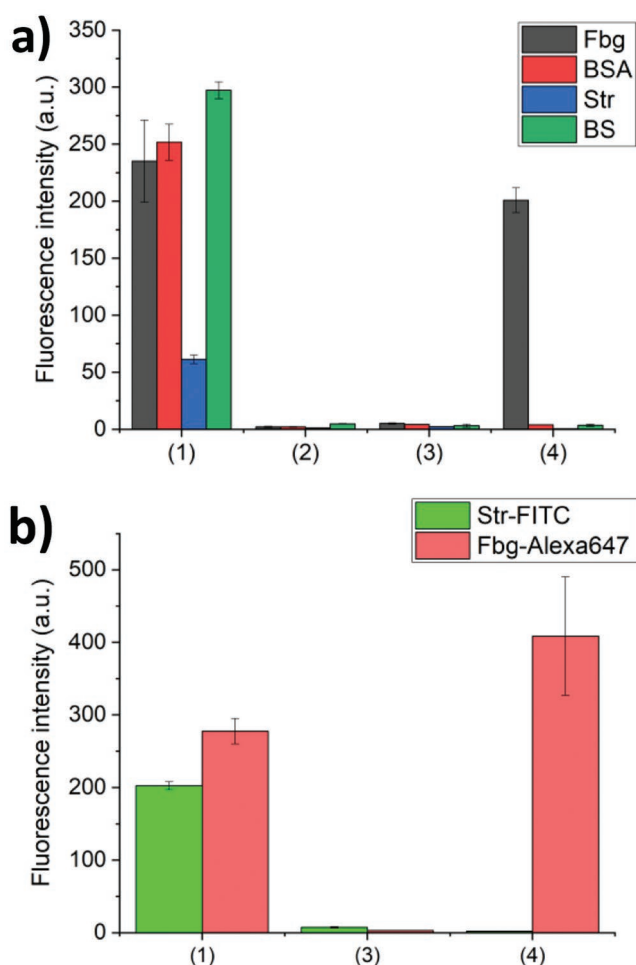 a)
Fbg
BSA
Str
BS
Fluorescence intensity (a.u.)
350
300
250
200
150
100
50
0
(1) (2) (3) (4)
b)
Str-FITC
Fbg-Alexa647
Fluorescence intensity (a.u.)
500
400
300
200
100
0
(1) (3) (4)